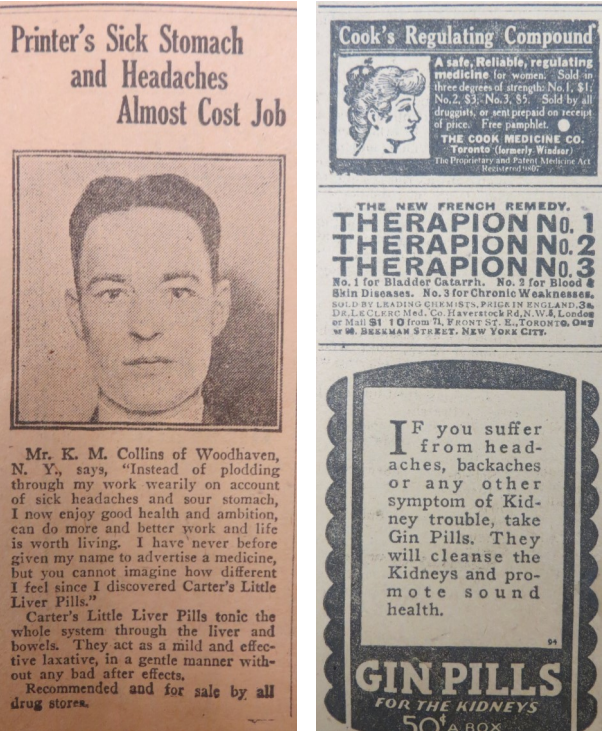 Printer's Sick Stomach
and Headaches
Almost Cost Job
Mr. K. M. Collins of Woodhaven,
N. Y., says, "Instead of plodding
through my work wearily on account
of sick headaches and sour stomach,
I now enjoy good health and ambition,
can do more and better work and life
is worth living. I have never before
given my name to advertise a medicine,
but you cannot imagine how different
I feel since I discovered Carter's Little
Liver Pills."
Carter's Little Liver Pills tonic the
whole system through the liver and
bowels. They act as a mild and effec-
tive laxative, in a gentle manner with-
out any bad after effects.
Recommended and for sale by all
drug stores.
Cook's Regulating Compound
A safe, Reliable, regulating
medicine for women. Sold in
three degrees of strength: No. 1, $1;
No. 2, $3; No. 3, $5. Sold by all
druggists, or sent prepaid on receipt
of price. Free pamphlet.
THE COOK MEDICINE CO.
Toronto (formerly Windsor)
The Proprietary and Patent Medicine Act
Registered
THE NEW FRENCH REMEDY.
THERAPION No. 1
THERAPION No. 2
THERAPION No. 3
No. 1 for Bladder Catarrh. No. 2 for Blood &
Skin Diseases. No. 3 for Chronic Weaknesses.
SOLD BY LEADING CHEMISTS, PRICE IN ENGLAND, 3s.
DR. LE CLERC Med. Co. Haverstock Rd, N.W.5, London
or Mail $1 10 from 71, FRONT ST. E., TORONTO, OR
BEEKMAN STREET. NEW YORK CITY.
IF you suffer
from head-
aches, backaches
or any other
symptom of Kid-
ney trouble, take
Gin Pills. They
will cleanse the
Kidneys and pro-
mote sound
health.
94
GIN PILLS
FOR THE KIDNEYS
50¢ A BOX